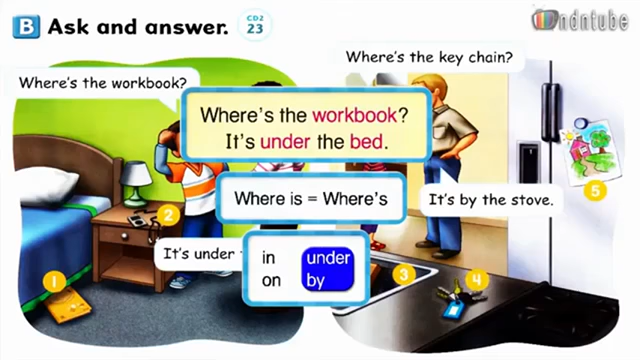 B Ask and answer. CD2 23
ndntube
Where's the workbook?
Where's the key chain?
Where's the workbook?
It's under the bed.
Where is = Where's
It's by the stove.
It's under
in under
on by
1
2
3
4
5